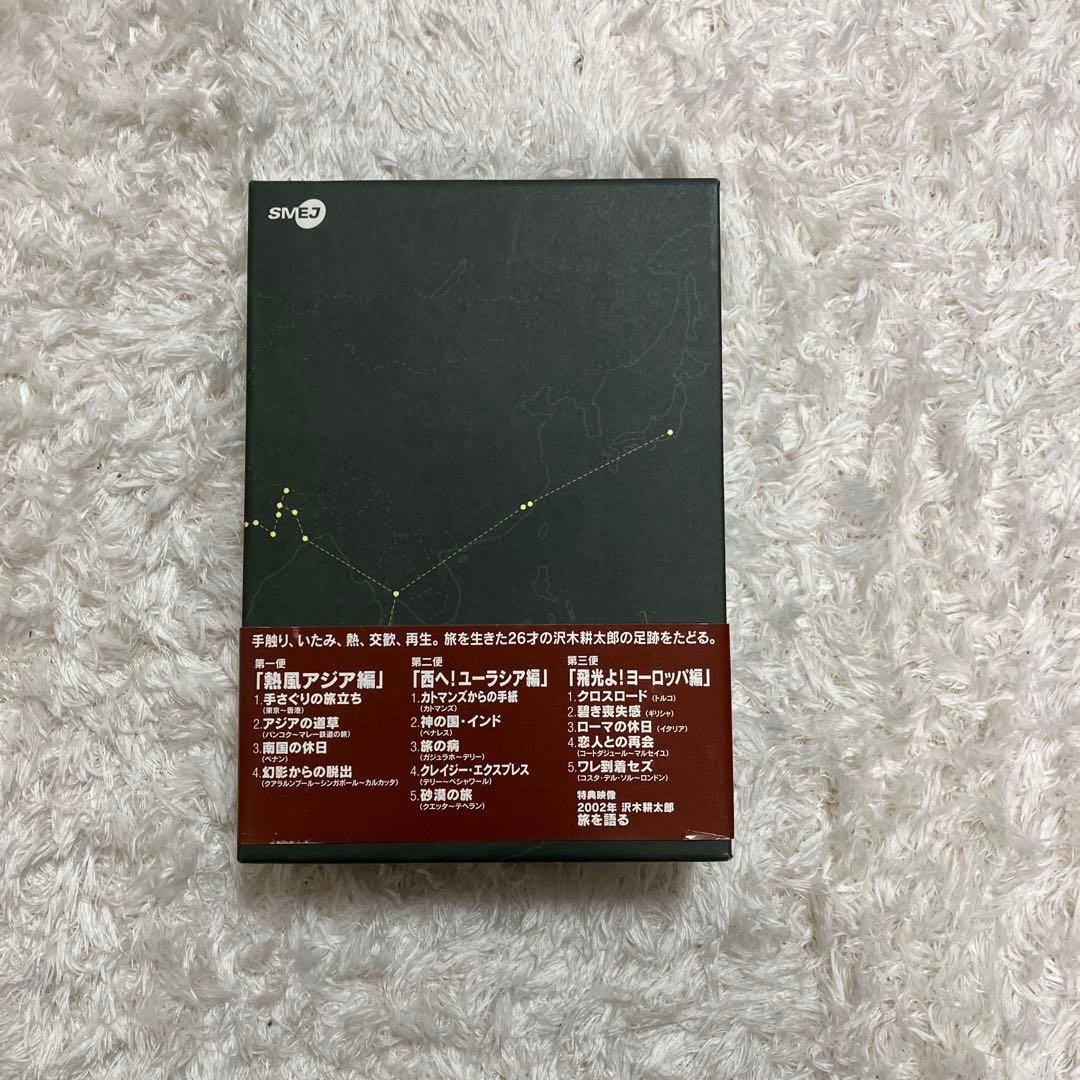 SMEJ
手触り、いたみ、熱、交歓、再生。旅を生きた26才の沢木耕太郎の足跡をたどる。
第一便
「熱風アジア編」
1.手さぐりの旅立ち
(東京〜香港)
2.アジアの道草
(バンコク〜マレー鉄道の旅)
3.南国の休日
(ペナン)
4.幻影からの脱出
(クアラルンプール〜シンガポール〜カルカッタ)
第二便
「西へ!ユーラシア編」
1.カトマンズからの手紙
(カトマンズ)
2.神の国・インド
(ベナレス)
3.旅の病
(カジュラホ〜デリー)
4.クレイジー・エクスプレス
(デリー〜ペシャワール)
5.砂漠の旅
(クエッタ〜テヘラン)
第三便
「飛光よ!ヨーロッパ編」
1.クロスロード(トルコ)
2.碧き喪失感(ギリシャ)
3.ローマの休日(イタリア)
4.恋人との再会
(コートダジュール〜マルセイユ)
5.ワレ到着セズ
(コスタ・デル・ソル〜ロンドン)
特典映像
2002年 沢木耕太郎
旅を語る